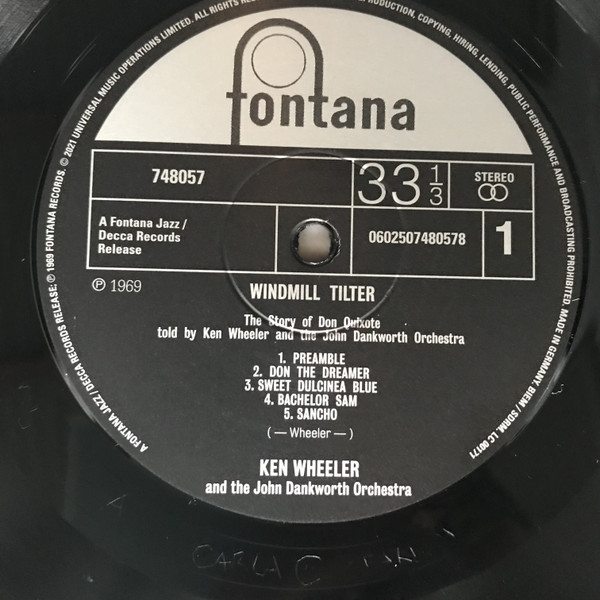 fontana
748057
33 1/3
STEREO
A Fontana Jazz /
Decca Records
Release
0602507480578
1
℗ 1969
WINDMILL TILTER
The Story of Don Quixote
told by Ken Wheeler and the John Dankworth Orchestra
1. PREAMBLE
2. DON THE DREAMER
3. SWEET DULCINEA BLUE
4. BACHELOR SAM
5. SANCHO
( — Wheeler — )
KEN WHEELER
and the John Dankworth Orchestra
A FONTANA JAZZ / DECCA RECORDS RELEASE; ℗ 1969 FONTANA RECORDS. © 2021 UNIVERSAL MUSIC OPERATIONS LIMITED. ALL RIGHTS
PRODUCTION, COPYING, HIRING, LENDING, PUBLIC PERFORMANCE AND BROADCASTING PROHIBITED. MADE IN GERMANY. BIEM / SDRM. LC 00171